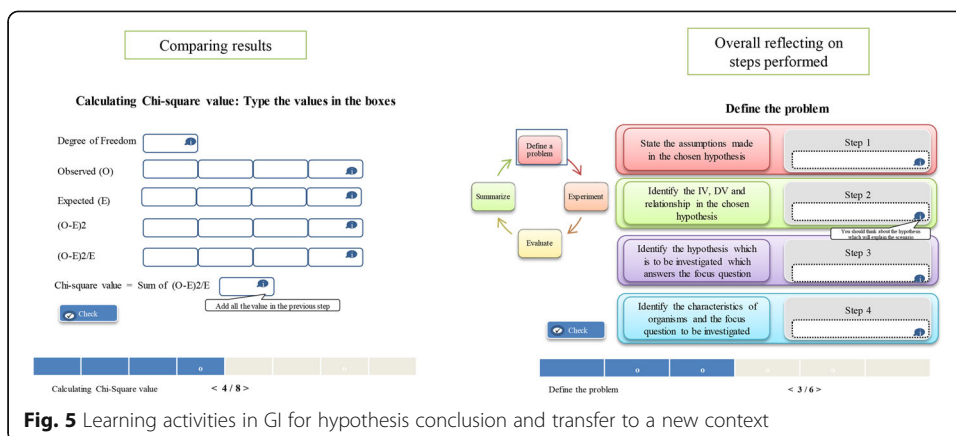 Comparing results
Calculating Chi-square value: Type the values in the boxes
Degree of Freedom
Observed (O)
Expected (E)
(O-E)2
(O-E)2/E
Chi-square value = Sum of (O-E)2/E
Add all the value in the previous step
Check
o
o
Calculating Chi-Square value < 4 / 8 >
Overall reflecting on
steps performed
Define the problem
Define a
problem
Experiment
Evaluate
Summarize
State the assumptions made
in the chosen hypothesis
Step 1
Identify the IV, DV and
relationship in the chosen
hypothesis
Step 2
You should think about the hypothesis
which will explain the scenario
Identify the hypothesis which
is to be investigated which
answers the focus question
Step 3
Identify the characteristics of
organisms and the focus
question to be investigated
Step 4
Check
o
o
o
o
Define the problem < 3 / 6 >
Fig. 5 Learning activities in GI for hypothesis conclusion and transfer to a new context